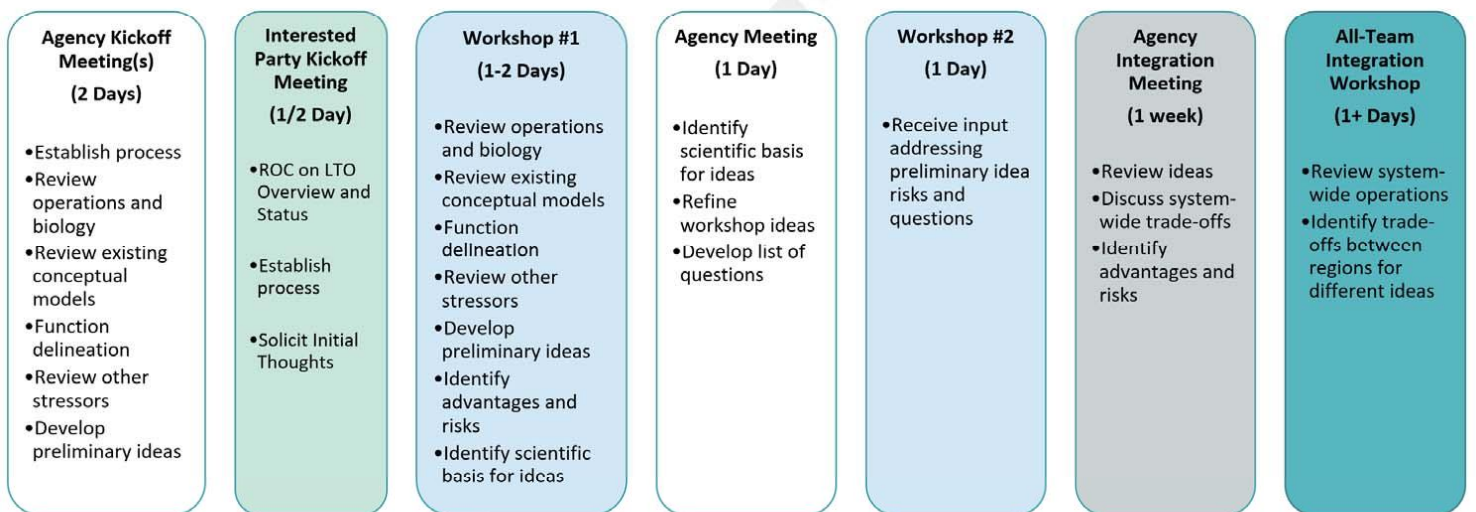 Agency Kickoff
Meeting(s)
(2 Days)
•Establish process
•Review
operations and
biology
•Review existing
conceptual
models
•Function
delineation
•Review other
stressors
•Develop
preliminary ideas
Interested
Party Kickoff
Meeting
(1/2 Day)
•ROC on LTO
Overview and
Status
•Establish
process
•Solicit Initial
Thoughts
Workshop #1
(1-2 Days)
•Review operations
and biology
•Review existing
conceptual models
•Function
delineation
•Review other
stressors
•Develop
preliminary ideas
•Identify
advantages and
risks
•Identify scientific
basis for ideas
Agency Meeting
(1 Day)
•Identify
scientific basis
for ideas
•Refine
workshop ideas
•Develop list of
questions
Workshop #2
(1 Day)
•Receive input
addressing
preliminary idea
risks and
questions
Agency
Integration
Meeting
(1 week)
•Review ideas
•Discuss system-
wide trade-offs
•Identify
advantages and
risks
All-Team
Integration
Workshop
(1+ Days)
•Review system-
wide operations
•Identify trade-
offs between
regions for
different ideas